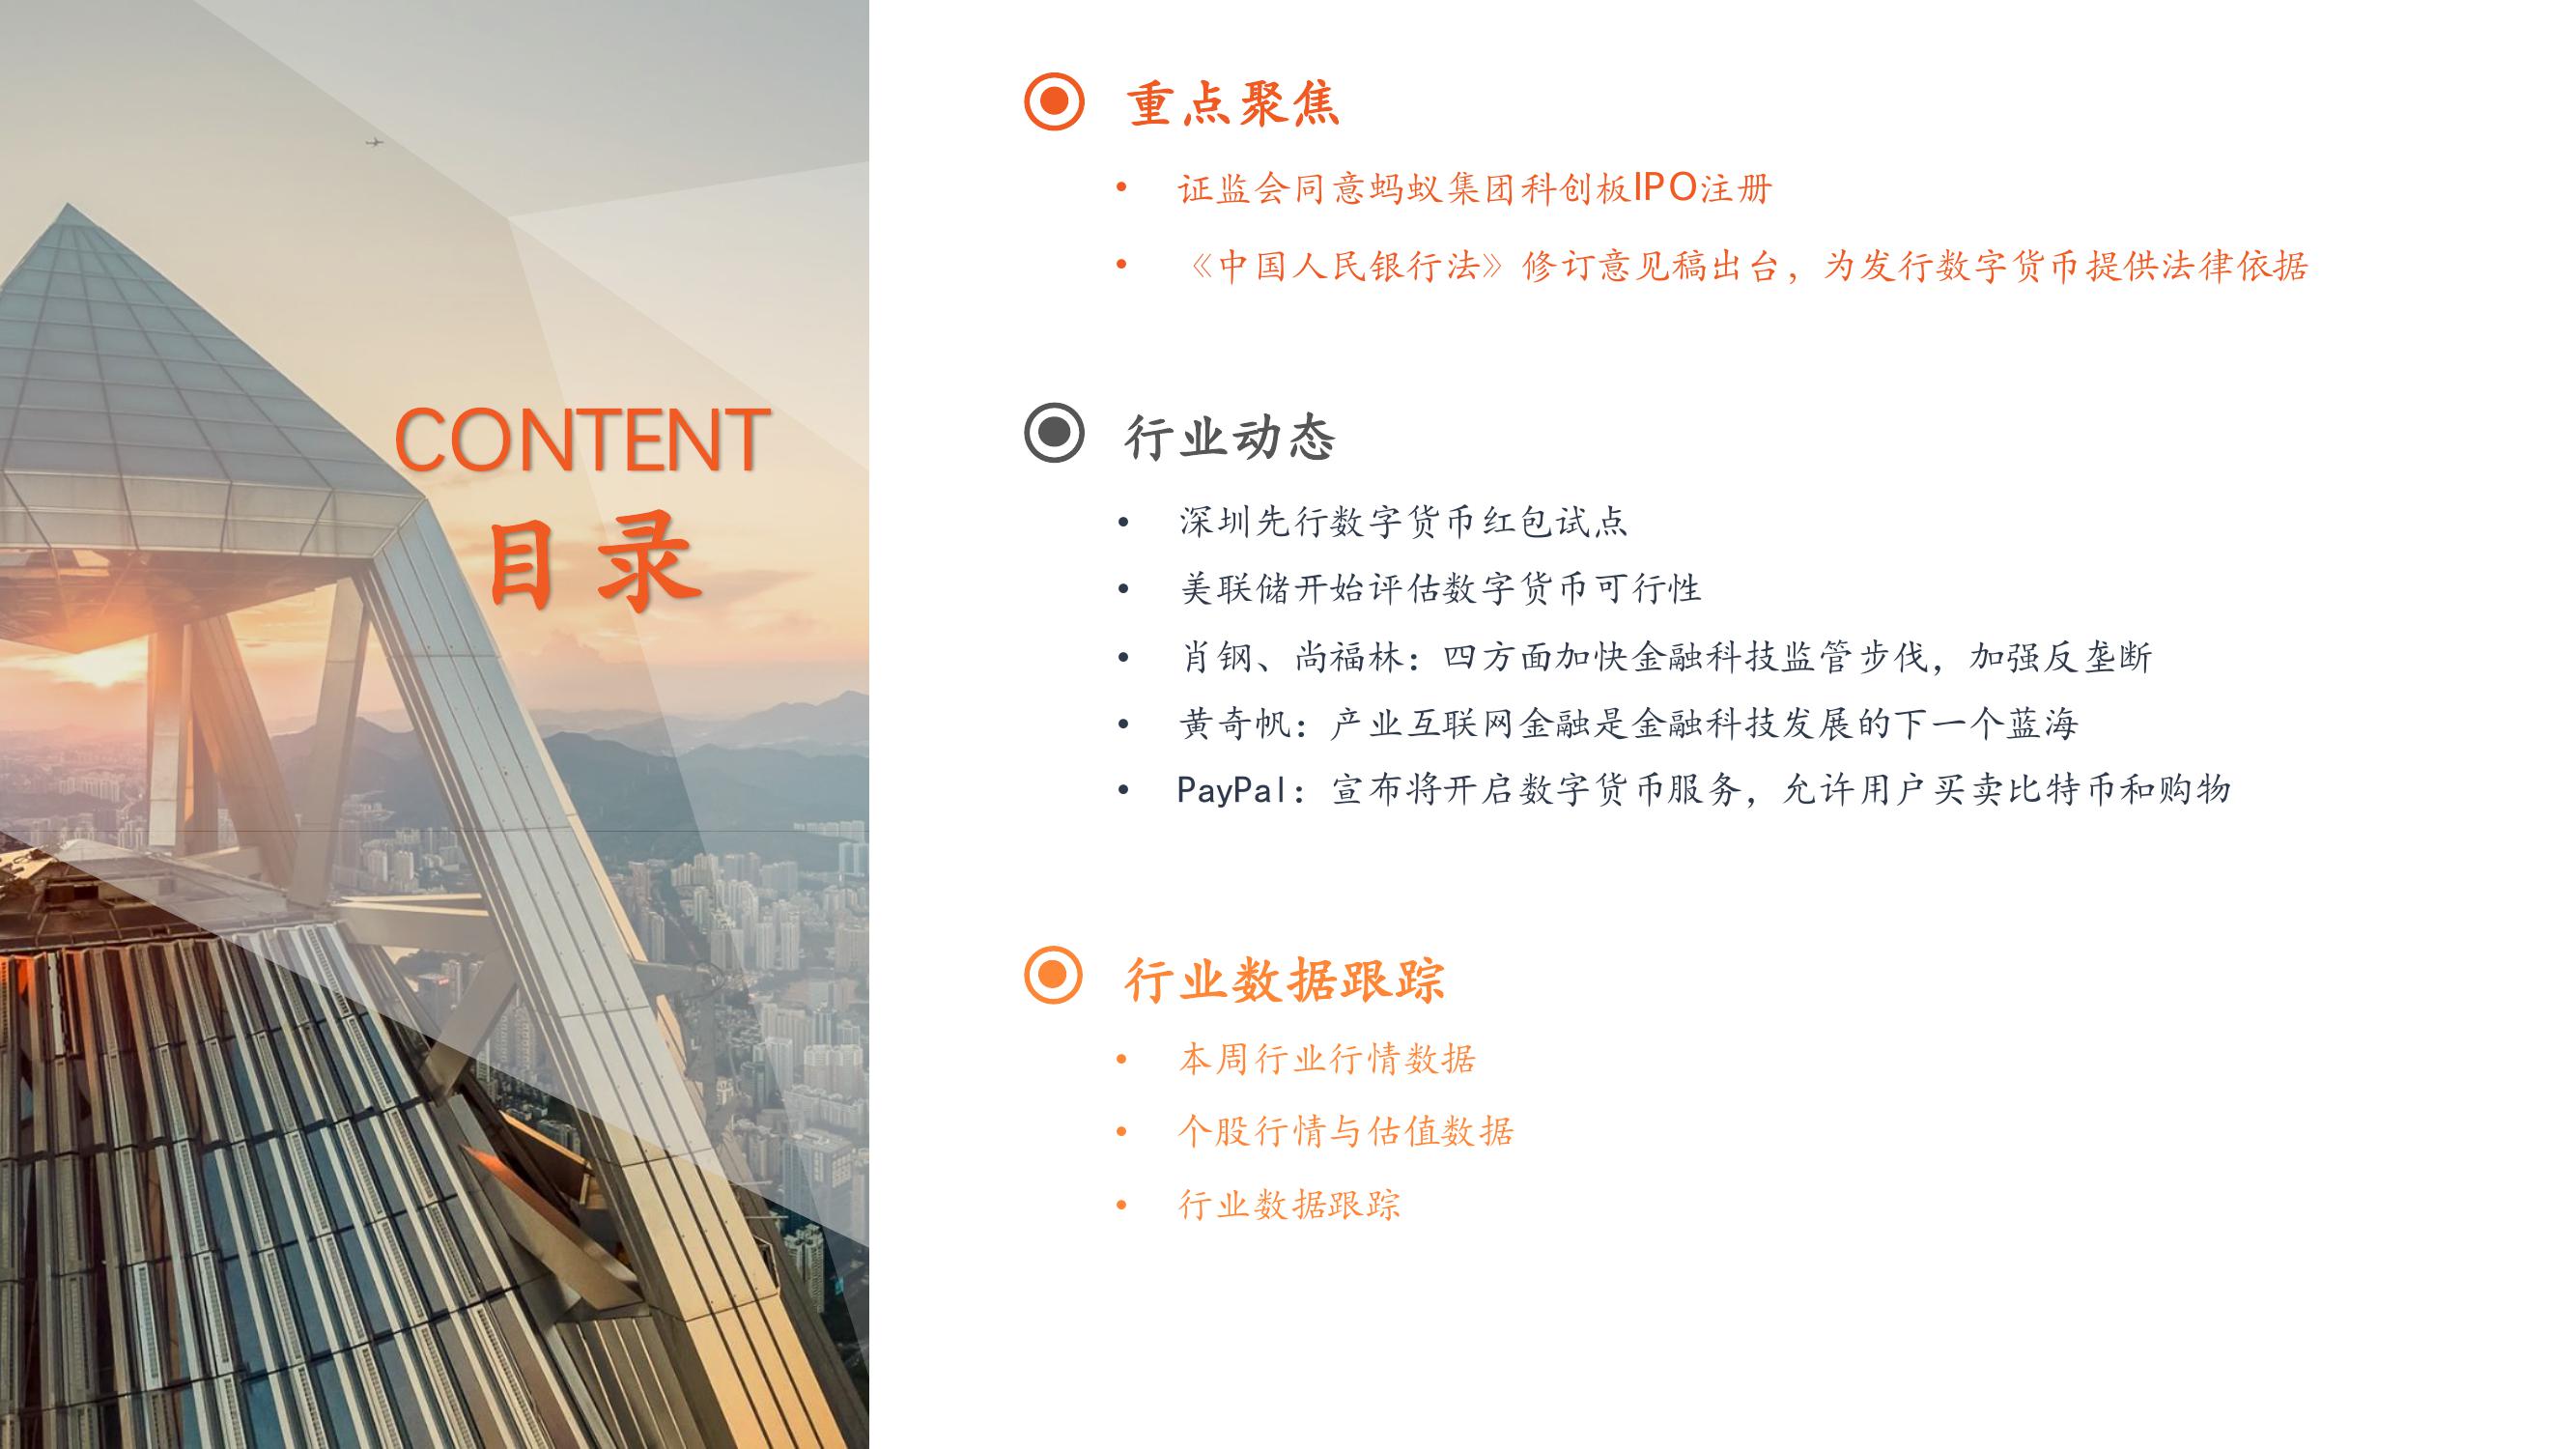 CONTENT
目录
重点聚焦
• 证监会同意蚂蚁集团科创板IPO注册
• 《中国人民银行法》修订意见稿出台，为发行数字货币提供法律依据
行业动态
• 深圳先行数字货币红包试点
• 美联储开始评估数字货币可行性
• 肖钢、尚福林：四方面加快金融科技监管步伐，加强反垄断
• 黄奇帆：产业互联网金融是金融科技发展的下一个蓝海
• PayPal：宣布将开启数字货币服务，允许用户买卖比特币和购物
行业数据跟踪
• 本周行业行情数据
• 个股行情与估值数据
• 行业数据跟踪